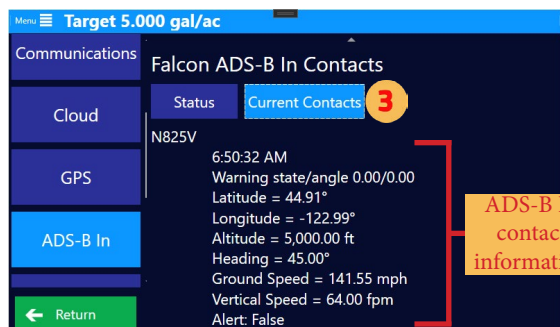 Menu Target 5.000 gal/ac
Communications
Cloud
GPS
ADS-B In
Return
Falcon ADS-B In Contacts
Status
Current Contacts
3
N825V
6:50:32 AM
Warning state/angle 0.00/0.00
Latitude = 44.91°
Longitude = -122.99°
Altitude = 5,000.00 ft
Heading = 45.00°
Ground Speed = 141.55 mph
Vertical Speed = 64.00 fpm
Alert: False
ADS-B